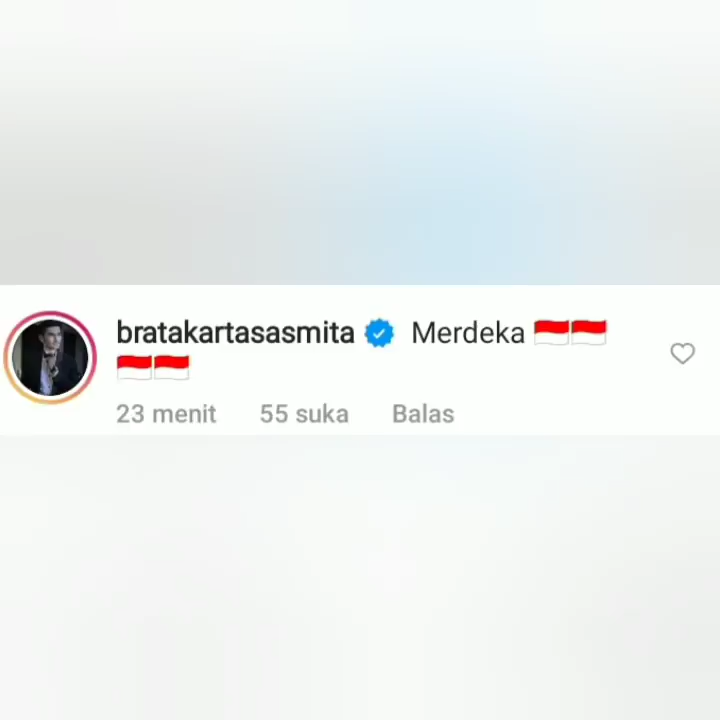 bratakartasasmita Merdeka 🇮🇩🇮🇩
🇮🇩🇮🇩
23 menit 55 suka Balas